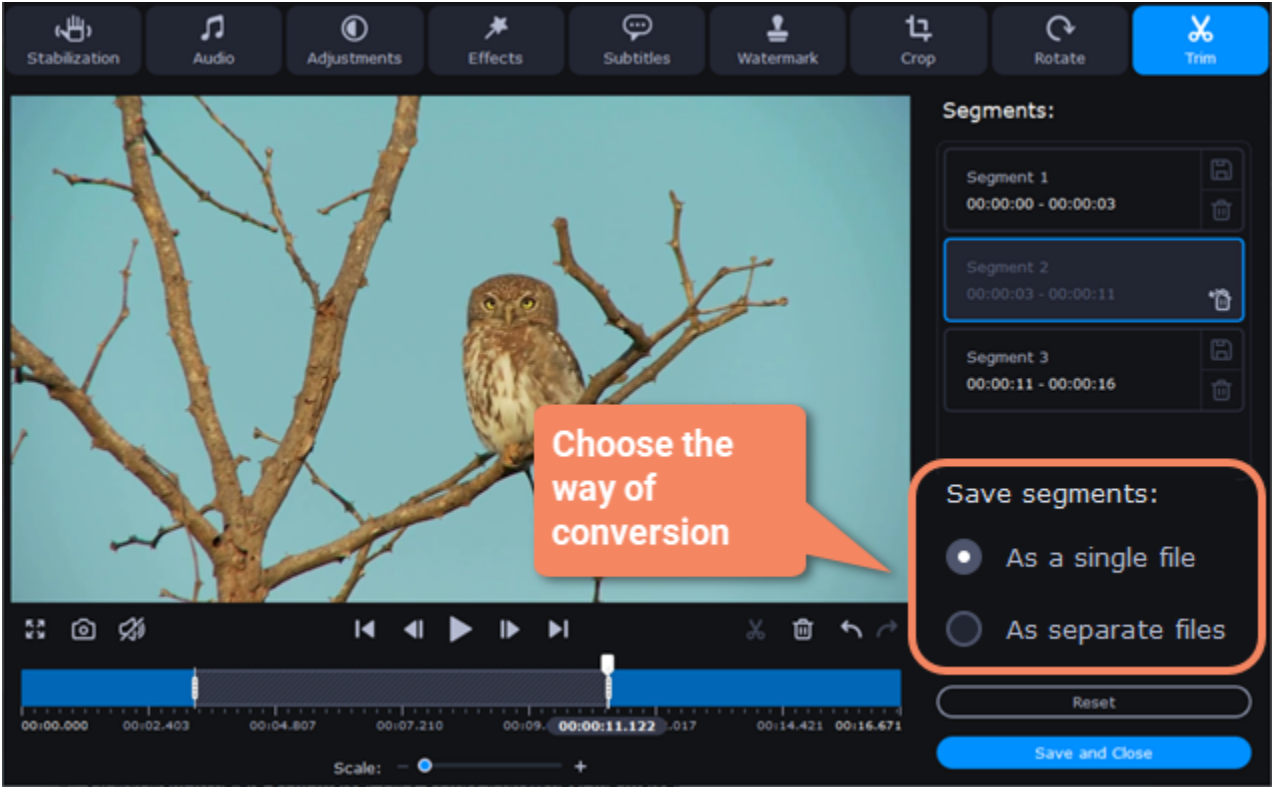 Stabilization
Audio
Adjustments
Effects
Subtitles
Watermark
Crop
Rotate
Trim
Segments:
Segment 1
00:00:00 - 00:00:03
Segment 2
00:00:03 - 00:00:11
Segment 3
00:00:11 - 00:00:16
Choose the
way of
conversion
Save segments:
As a single file
As separate files
00:00.000 00:02.403 00:04.807 00:07.210 00:09. 00:00:11.122 .017 00:14.421 00:16.671
Scale:
Reset
Save and Close